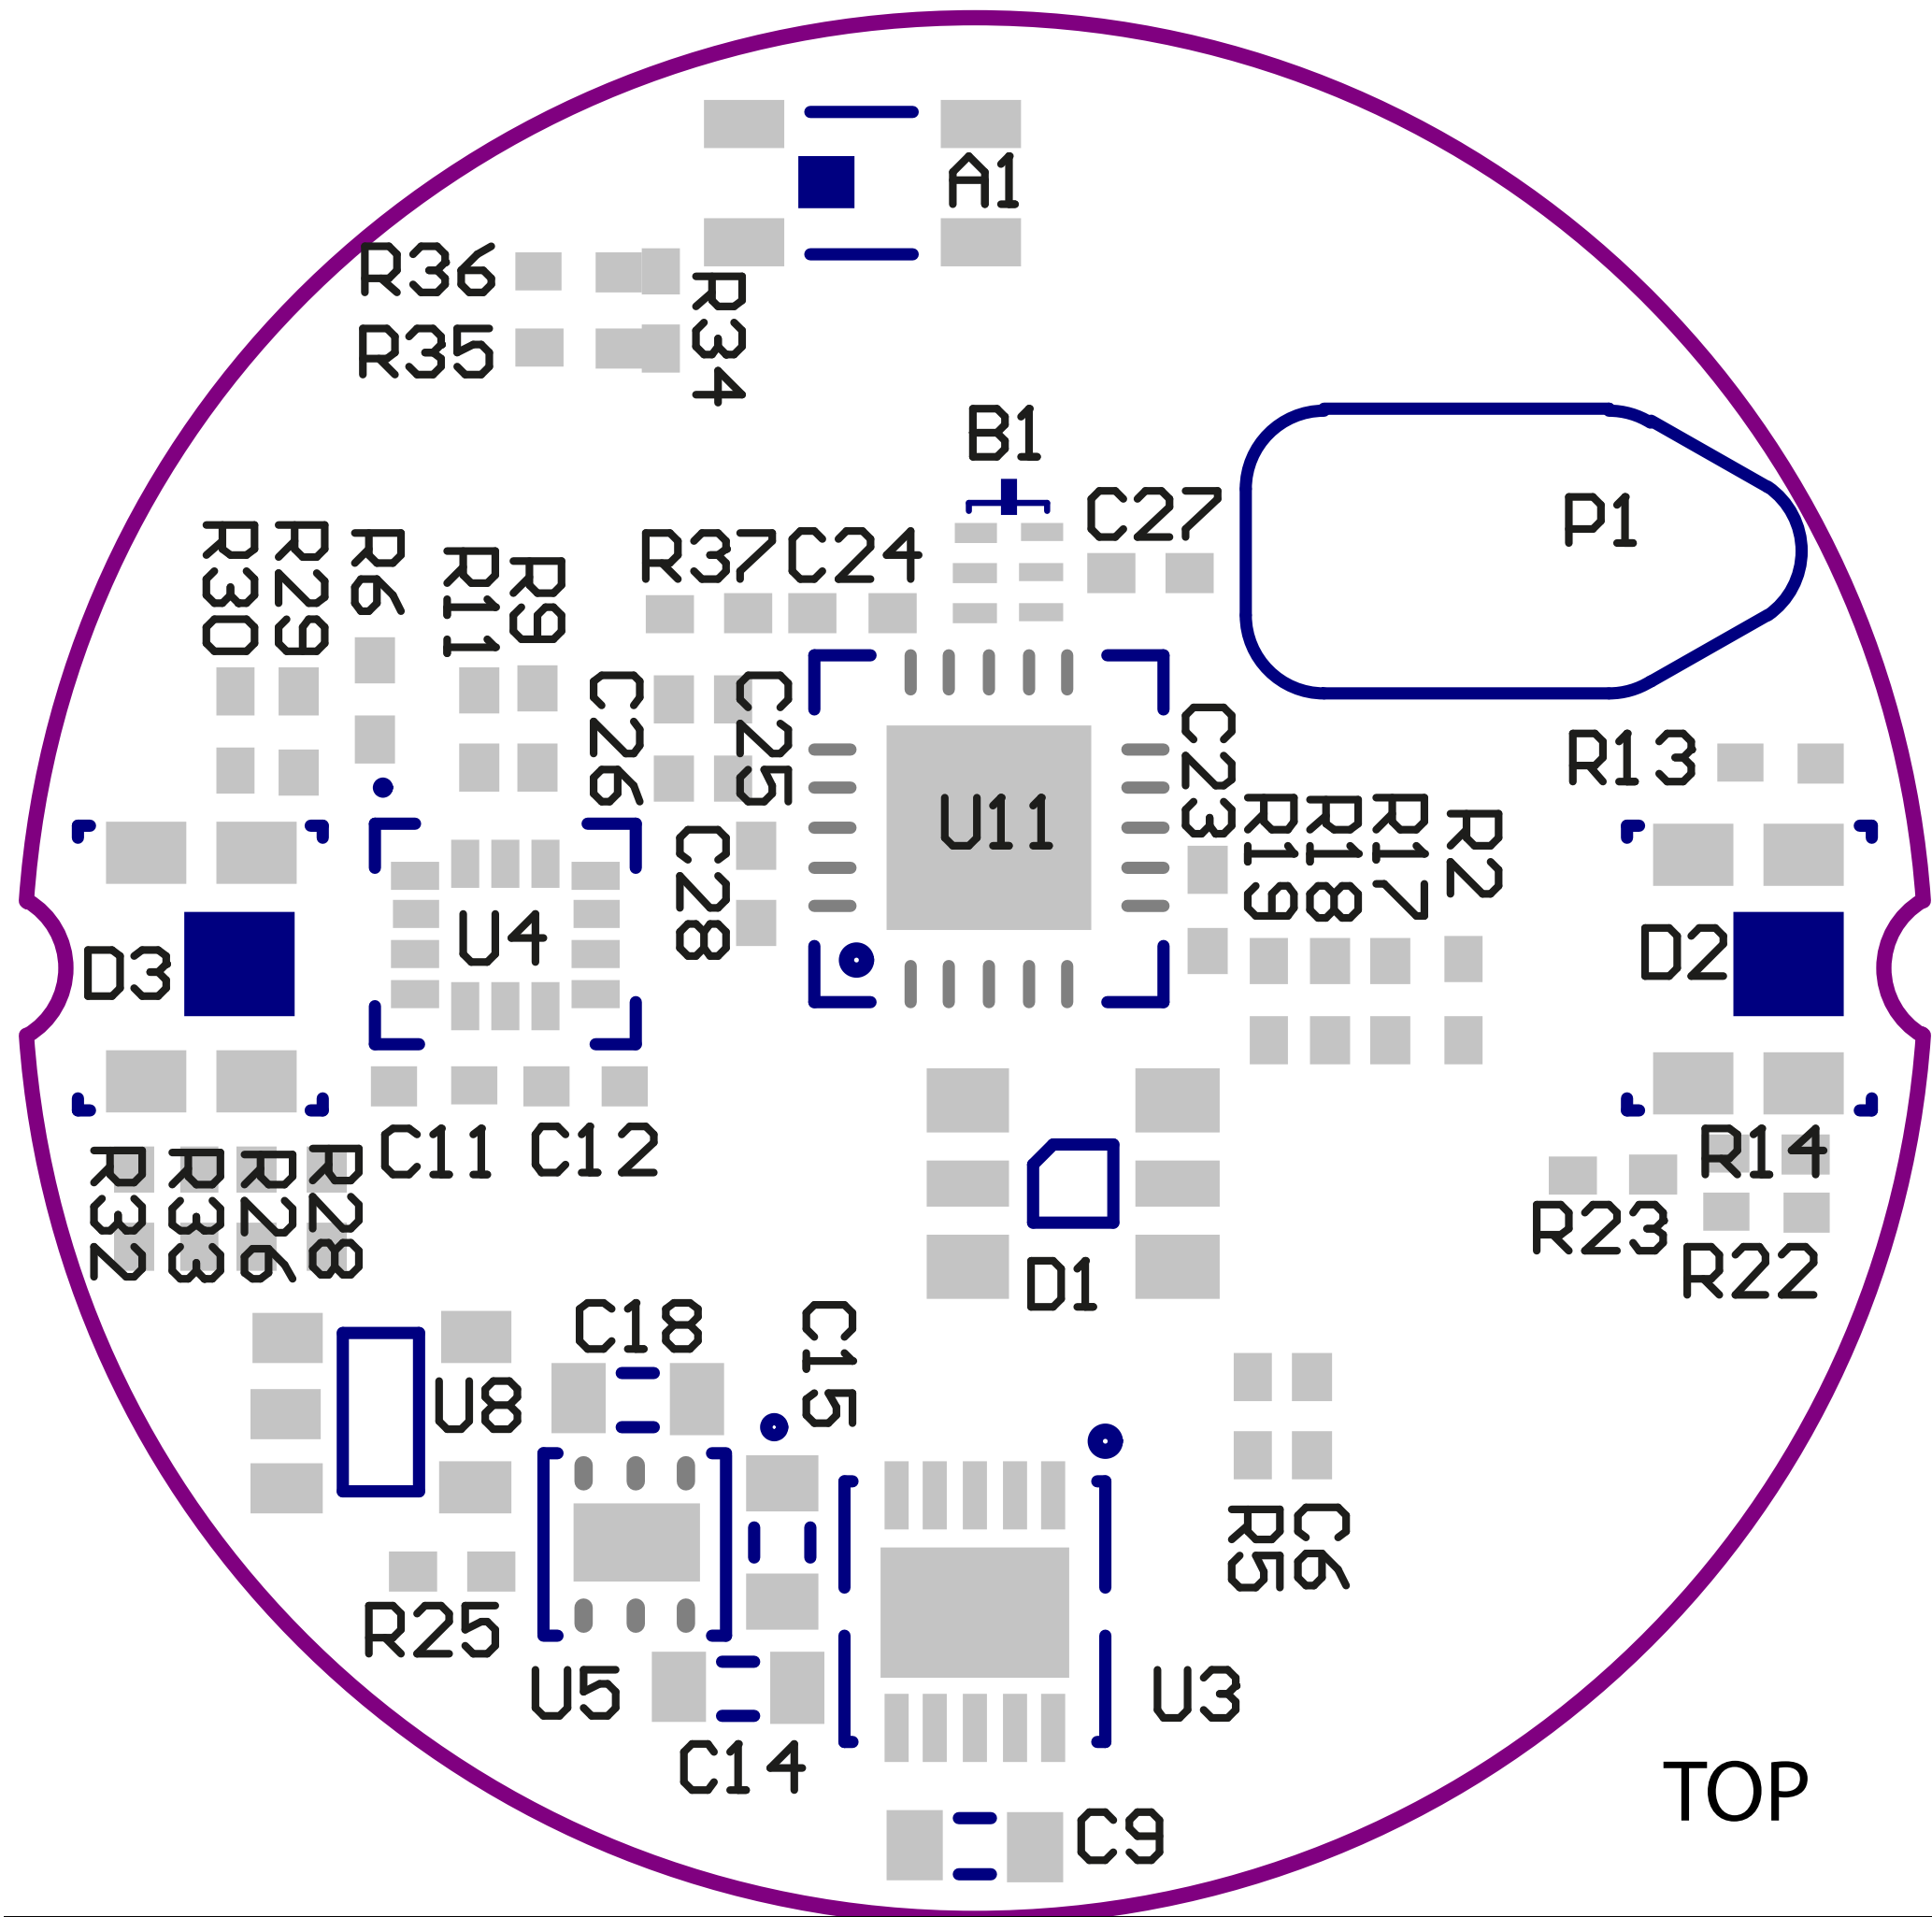 A1
R36
R34
R35
B1
C27
P1
R30
R29
R6
R11
R9
R37
C24
C26
C25
C23
R13
U11
R19
R18
R17
R2
C28
U4
D3
D2
C11
C12
R14
R32
R33
R26
R28
R23
R22
D1
C18
C15
U8
R5
C6
R25
U5
U3
C14
TOP
C9